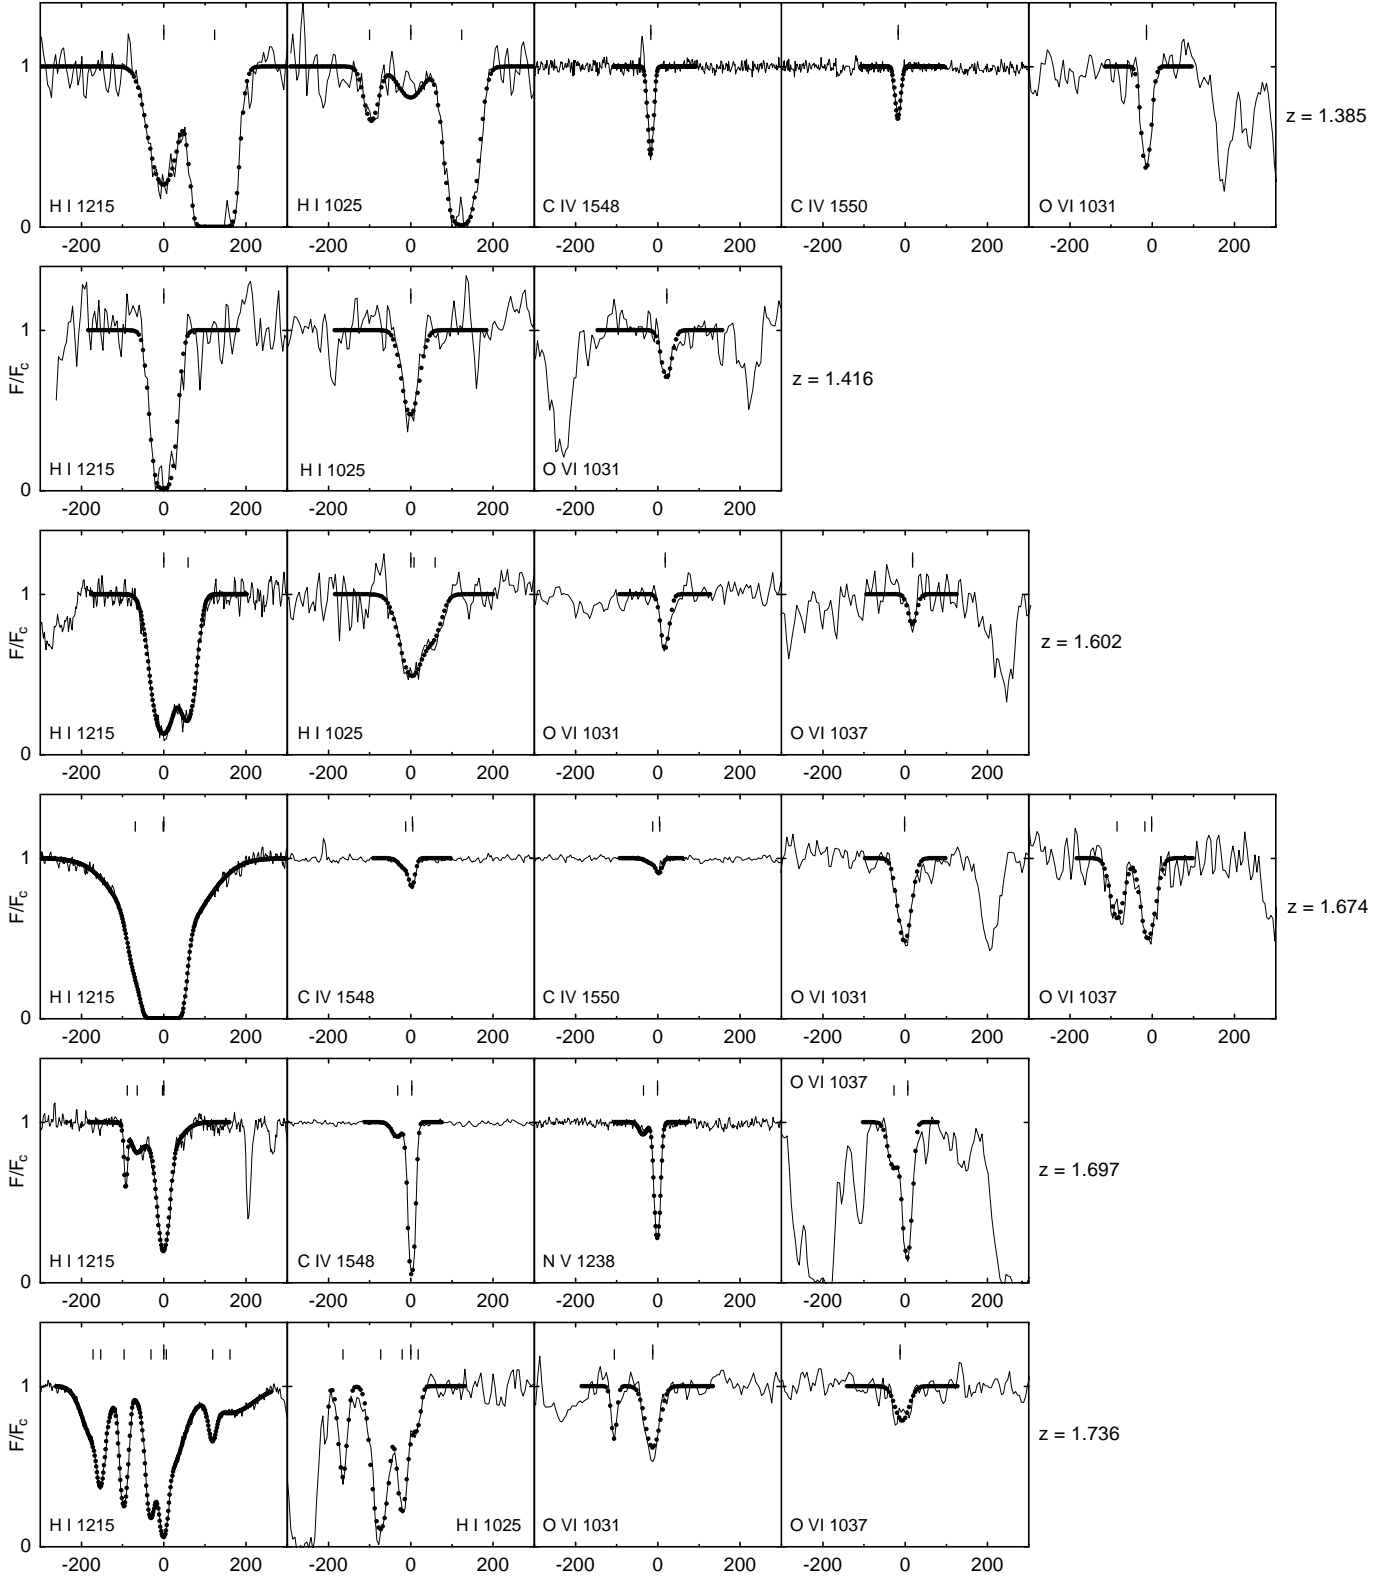 1
0
H I 1215
H I 1025
C IV 1548
C IV 1550
O VI 1031
z = 1.385
-200 0 200 -200 0 200 -200 0 200 -200 0 200 -200 0 200
F/Fc
1
0
H I 1215
H I 1025
O VI 1031
z = 1.416
-200 0 200 -200 0 200 -200 0 200
F/Fc
1
0
H I 1215
H I 1025
O VI 1031
O VI 1037
z = 1.602
-200 0 200 -200 0 200 -200 0 200 -200 0 200
F/Fc
1
0
H I 1215
C IV 1548
C IV 1550
O VI 1031
O VI 1037
z = 1.674
-200 0 200 -200 0 200 -200 0 200 -200 0 200 -200 0 200
F/Fc
1
0
H I 1215
C IV 1548
N V 1238
O VI 1037
z = 1.697
-200 0 200 -200 0 200 -200 0 200 -200 0 200
F/Fc
1
0
H I 1215
H I 1025
O VI 1031
O VI 1037
z = 1.736
-200 0 200 -200 0 200 -200 0 200 -200 0 200